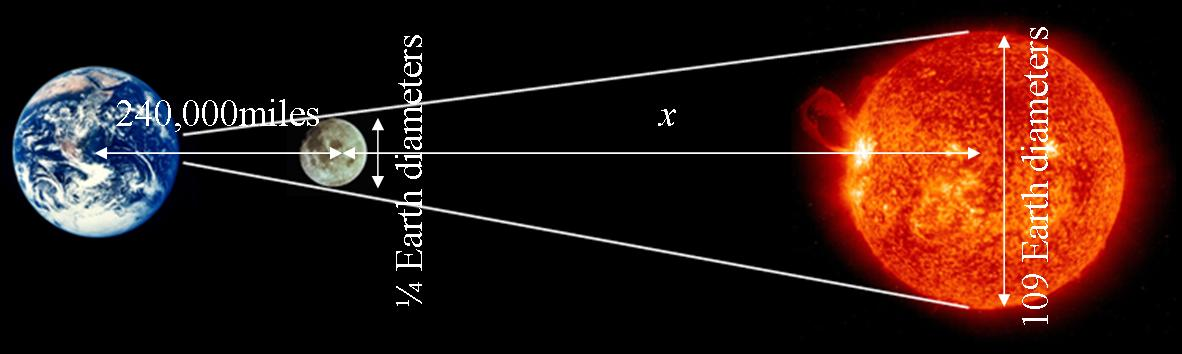 240,000miles
¼ Earth diameters
x
109 Earth diameters